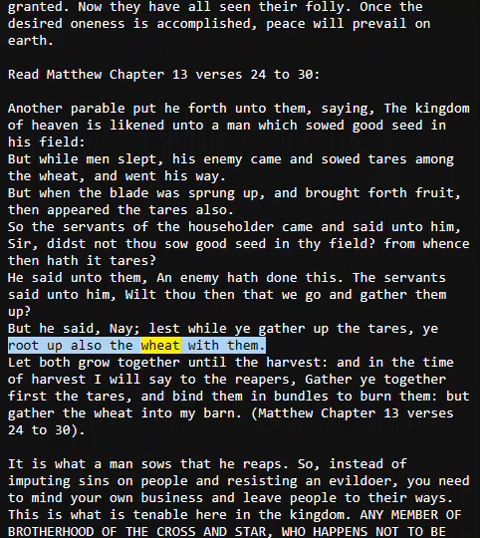 granted. Now they have all seen their folly. Once the
desired oneness is accomplished, peace will prevail on
earth.
Read Matthew Chapter 13 verses 24 to 30:
Another parable put he forth unto them, saying, The kingdom
of heaven is likened unto a man which sowed good seed in
his field:
But while men slept, his enemy came and sowed tares among
the wheat, and went his way.
But when the blade was sprung up, and brought forth fruit,
then appeared the tares also.
So the servants of the householder came and said unto him,
Sir, didst not thou sow good seed in thy field? from whence
then hath it tares?
He said unto them, An enemy hath done this. The servants
said unto him, Wilt thou then that we go and gather them
up?
But he said, Nay; lest while ye gather up the tares, ye
root up also the wheat with them.
Let both grow together until the harvest: and in the time
of harvest I will say to the reapers, Gather ye together
first the tares, and bind them in bundles to burn them: but
gather the wheat into my barn. (Matthew Chapter 13 verses
24 to 30).
It is what a man sows that he reaps. So, instead of
imputing sins on people and resisting an evildoer, you need
to mind your own business and leave people to their ways.
This is what is tenable here in the kingdom. ANY MEMBER OF
BROTHERHOOD OF THE CROSS AND STAR, WHO HAPPENS NOT TO BE